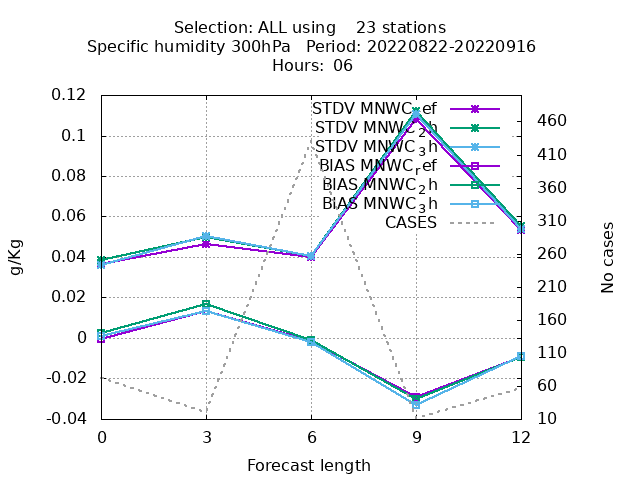 Selection: ALL using    23 stations
Specific humidity 300hPa   Period: 20220822-20220916
Hours:  06
STDV MNWC_ref
STDV MNWC_2h
STDV MNWC_3h
BIAS MNWC_ref
BIAS MNWC_2h
BIAS MNWC_3h
CASES
0.12
0.1
0.08
0.06
0.04
0.02
0
-0.02
-0.04
g/Kg
460
410
360
310
260
210
160
110
60
10
No cases
0 3 6 9 12
Forecast length